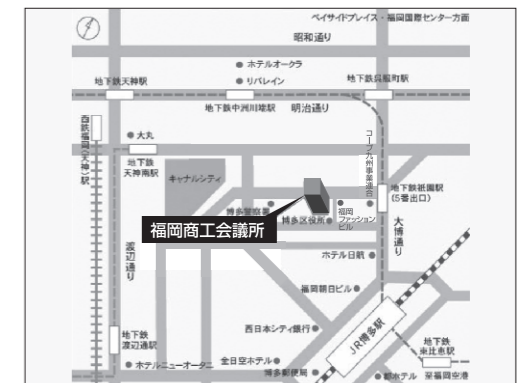 ベイサイドプレイス・福岡国際センター方面
昭和通り
ホテルオークラ
リバレイン
地下鉄天神駅
地下鉄呉服町駅
地下鉄中洲川端駅
明治通り
西鉄福岡(天神)駅
大丸
地下鉄
天神南駅
キャナルシティ
コープ九州事業連合
地下鉄祇園駅
(5番出口)
博多警察署
博多区役所
福岡
ファッション
ビル
福岡商工会議所
大博通り
渡辺通り
ホテル日航
福岡朝日ビル
西日本シティ銀行
JR博多駅
地下鉄
渡辺通駅
地下鉄
東比恵駅
ホテルニューオータニ
全日空ホテル
博多郵便局
都ホテル
至福岡空港